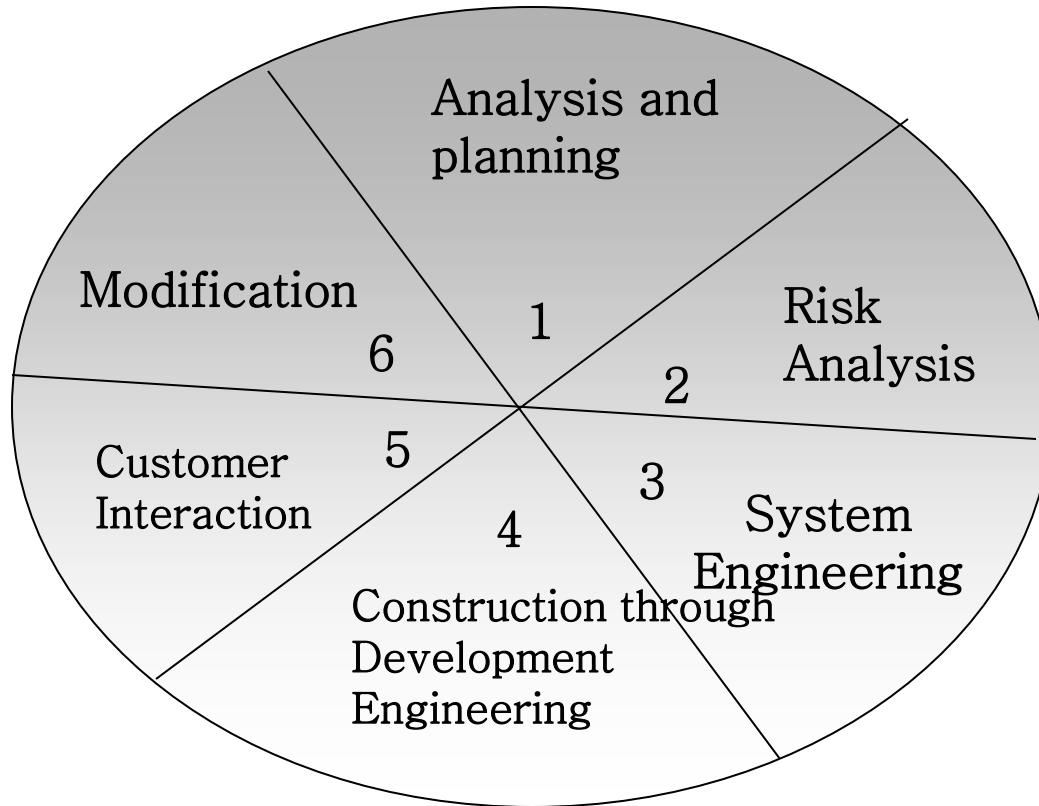 Analysis and
planning
1
Risk
Analysis
2
3
System
Engineering
4
Construction through
Development
Engineering
5
Customer
Interaction
Modification
6